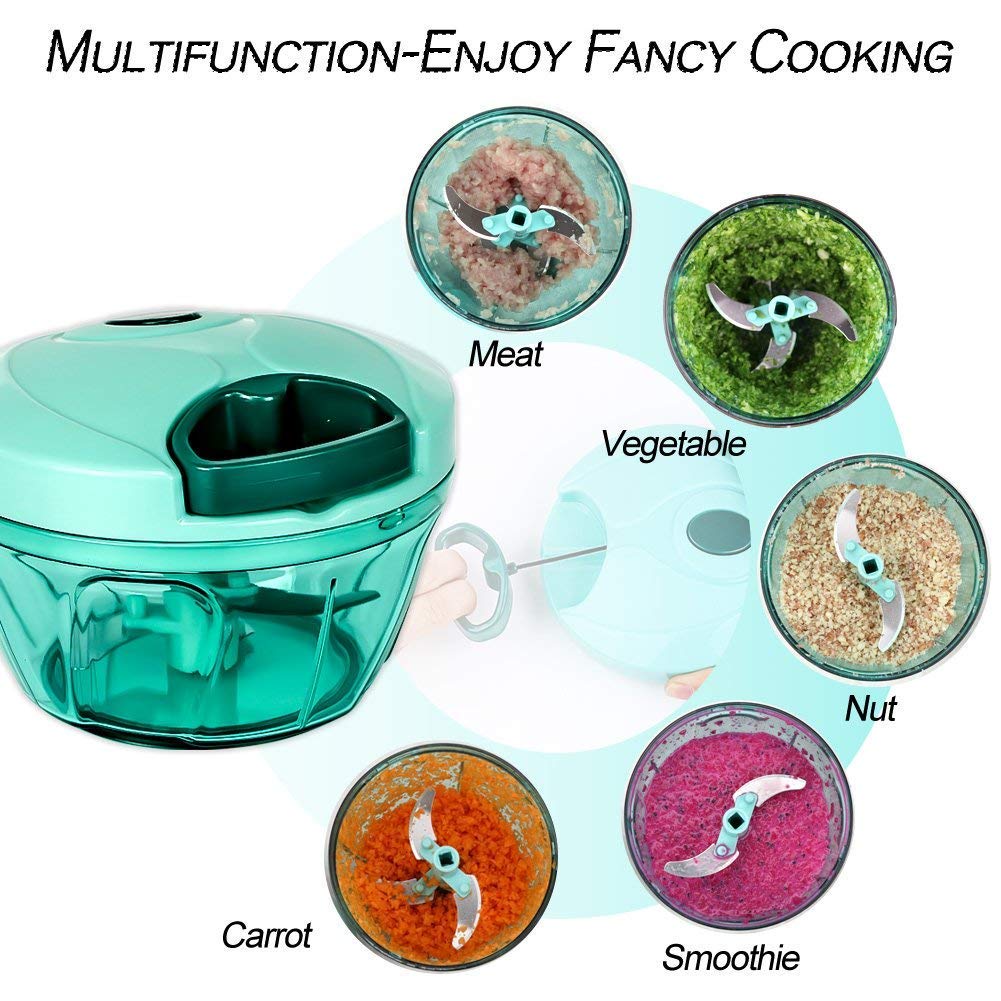 MULTIFUNCTION-ENJOY FANCY COOKING
Meat
Vegetable
Nut
Carrot
Smoothie